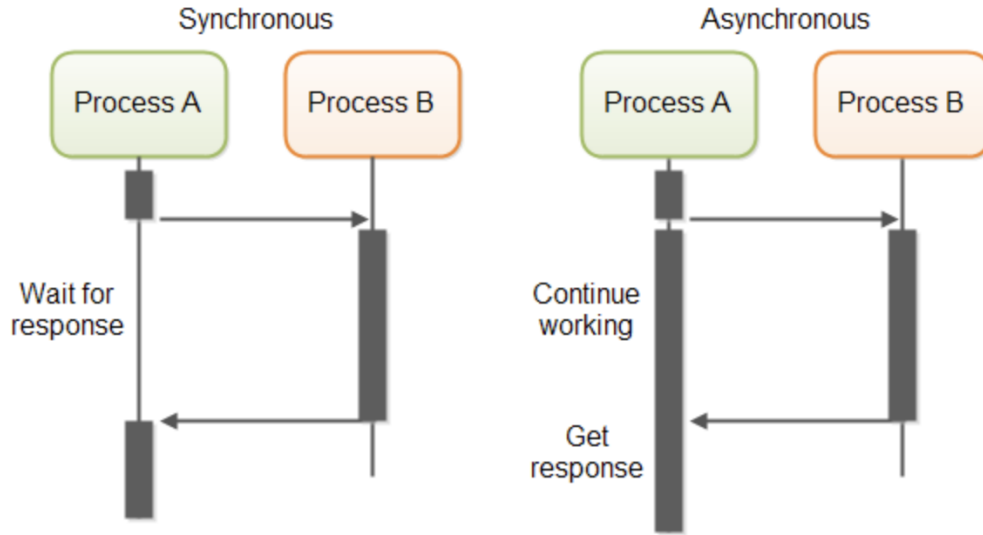 Synchronous
Asynchronous
Process A
Process B
Process A
Process B
Wait for
response
Continue
working
Get
response